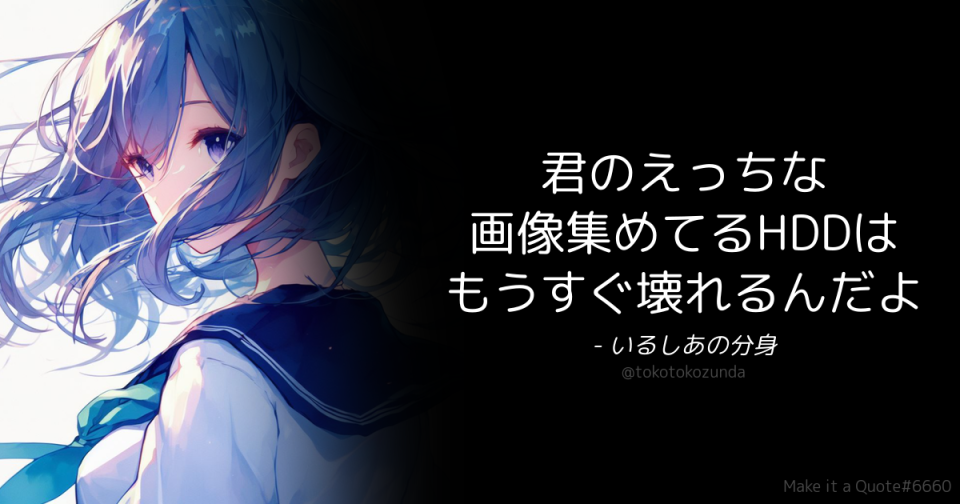 君のえっちな
画像集めてるHDDは
もうすぐ壊れるんだよ
- いるしあの分身
@tokotokozunda
Make it a Quote#6660